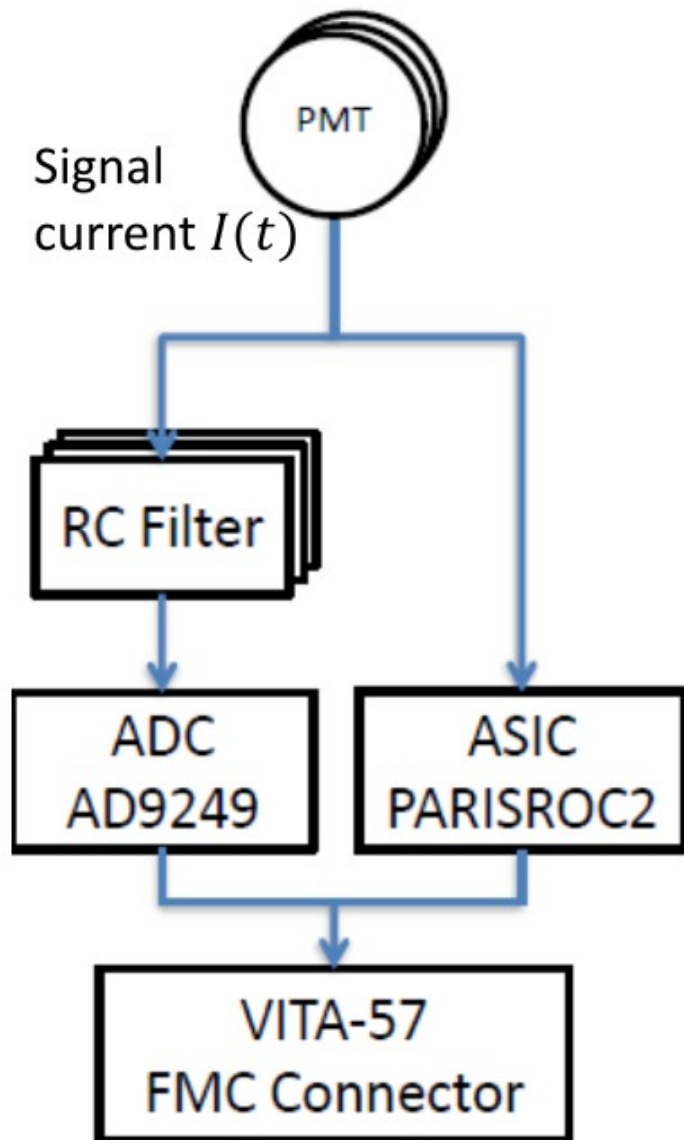 PMT
Signal
current I(t)
RC Filter
ADC
AD9249
ASIC
PARISROC2
VITA-57
FMC Connector